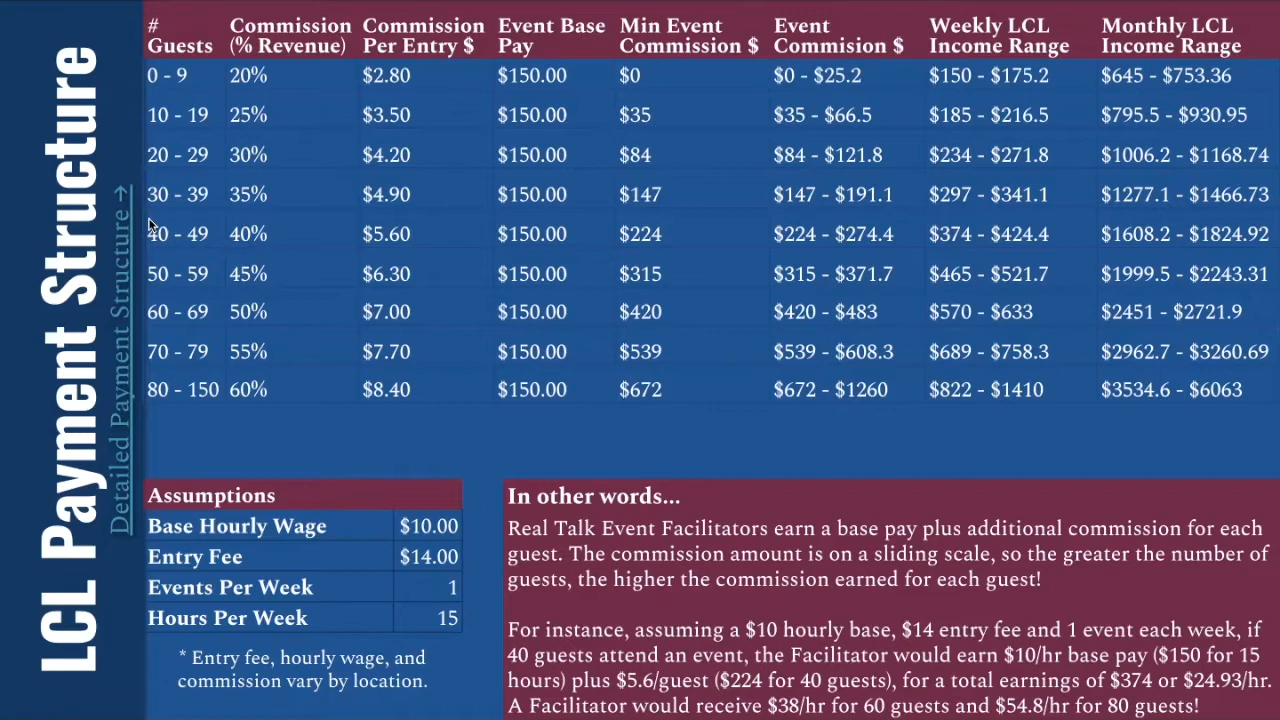 LCL Payment Structure
Detailed Payment Structure →
# Guests Commission (% Revenue) Commission Per Entry $ Event Base Pay Min Event Commission $ Event Commision $ Weekly LCL Income Range Monthly LCL Income Range
0 - 9 20% $2.80 $150.00 $0 $0 - $25.2 $150 - $175.2 $645 - $753.36
10 - 19 25% $3.50 $150.00 $35 $35 - $66.5 $185 - $216.5 $795.5 - $930.95
20 - 29 30% $4.20 $150.00 $84 $84 - $121.8 $234 - $271.8 $1006.2 - $1168.74
30 - 39 35% $4.90 $150.00 $147 $147 - $191.1 $297 - $341.1 $1277.1 - $1466.73
40 - 49 40% $5.60 $150.00 $224 $224 - $274.4 $374 - $424.4 $1608.2 - $1824.92
50 - 59 45% $6.30 $150.00 $315 $315 - $371.7 $465 - $521.7 $1999.5 - $2243.31
60 - 69 50% $7.00 $150.00 $420 $420 - $483 $570 - $633 $2451 - $2721.9
70 - 79 55% $7.70 $150.00 $539 $539 - $608.3 $689 - $758.3 $2962.7 - $3260.69
80 - 150 60% $8.40 $150.00 $672 $672 - $1260 $822 - $1410 $3534.6 - $6063
Assumptions
Base Hourly Wage $10.00
Entry Fee $14.00
Events Per Week 1
Hours Per Week 15
* Entry fee, hourly wage, and
commission vary by location.
In other words...
Real Talk Event Facilitators earn a base pay plus additional commission for each
guest. The commission amount is on a sliding scale, so the greater the number of
guests, the higher the commission earned for each guest!
For instance, assuming a $10 hourly base, $14 entry fee and 1 event each week, if
40 guests attend an event, the Facilitator would earn $10/hr base pay ($150 for 15
hours) plus $5.6/guest ($224 for 40 guests), for a total earnings of $374 or $24.93/hr.
A Facilitator would receive $38/hr for 60 guests and $54.8/hr for 80 guests!